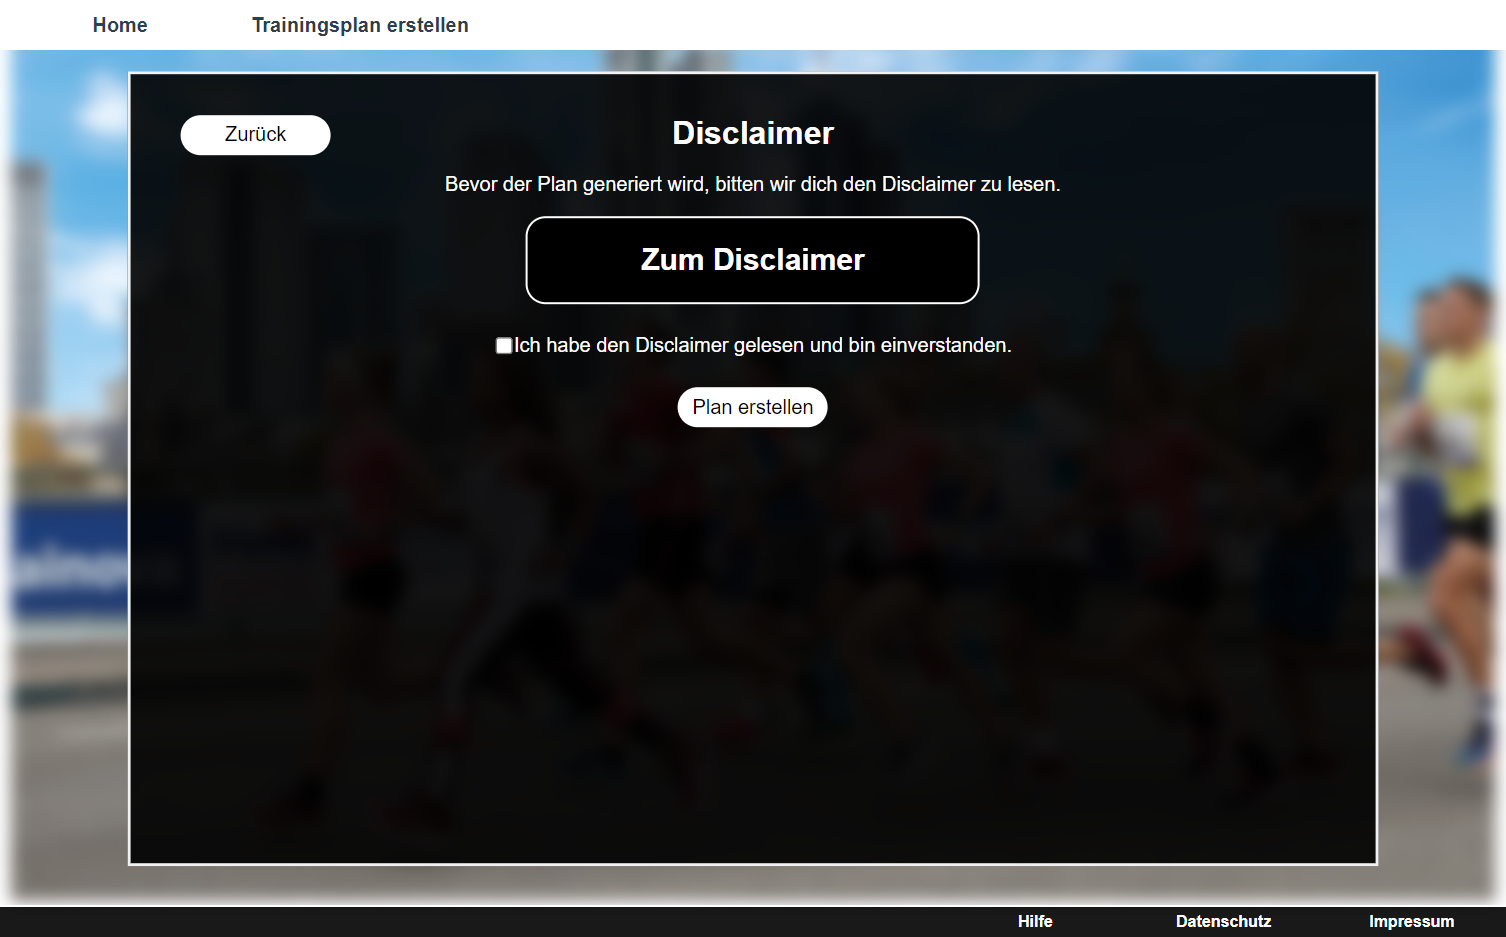 Home
Trainingsplan erstellen
Zurück
Disclaimer
Bevor der Plan generiert wird, bitten wir dich den Disclaimer zu lesen.
Zum Disclaimer
Ich habe den Disclaimer gelesen und bin einverstanden.
Plan erstellen
Hilfe
Datenschutz
Impressum